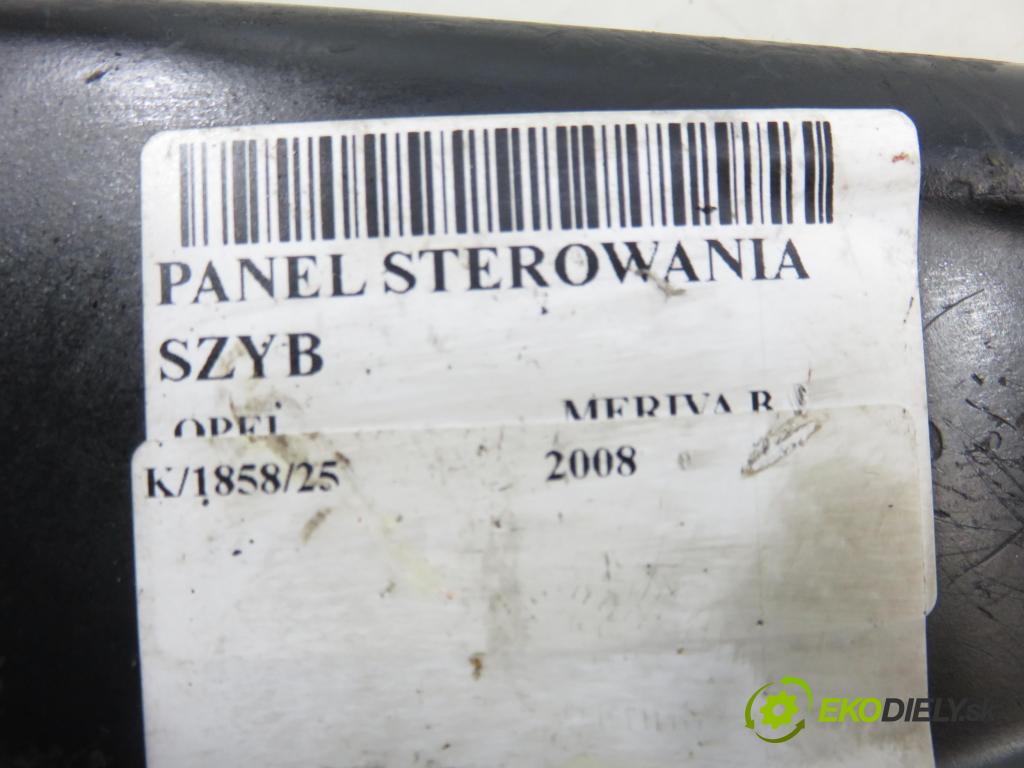 PANEL STEROWANIA
SZYB
OPEL MERIVA B
K/1858/25 2008
EKODIELY.sk